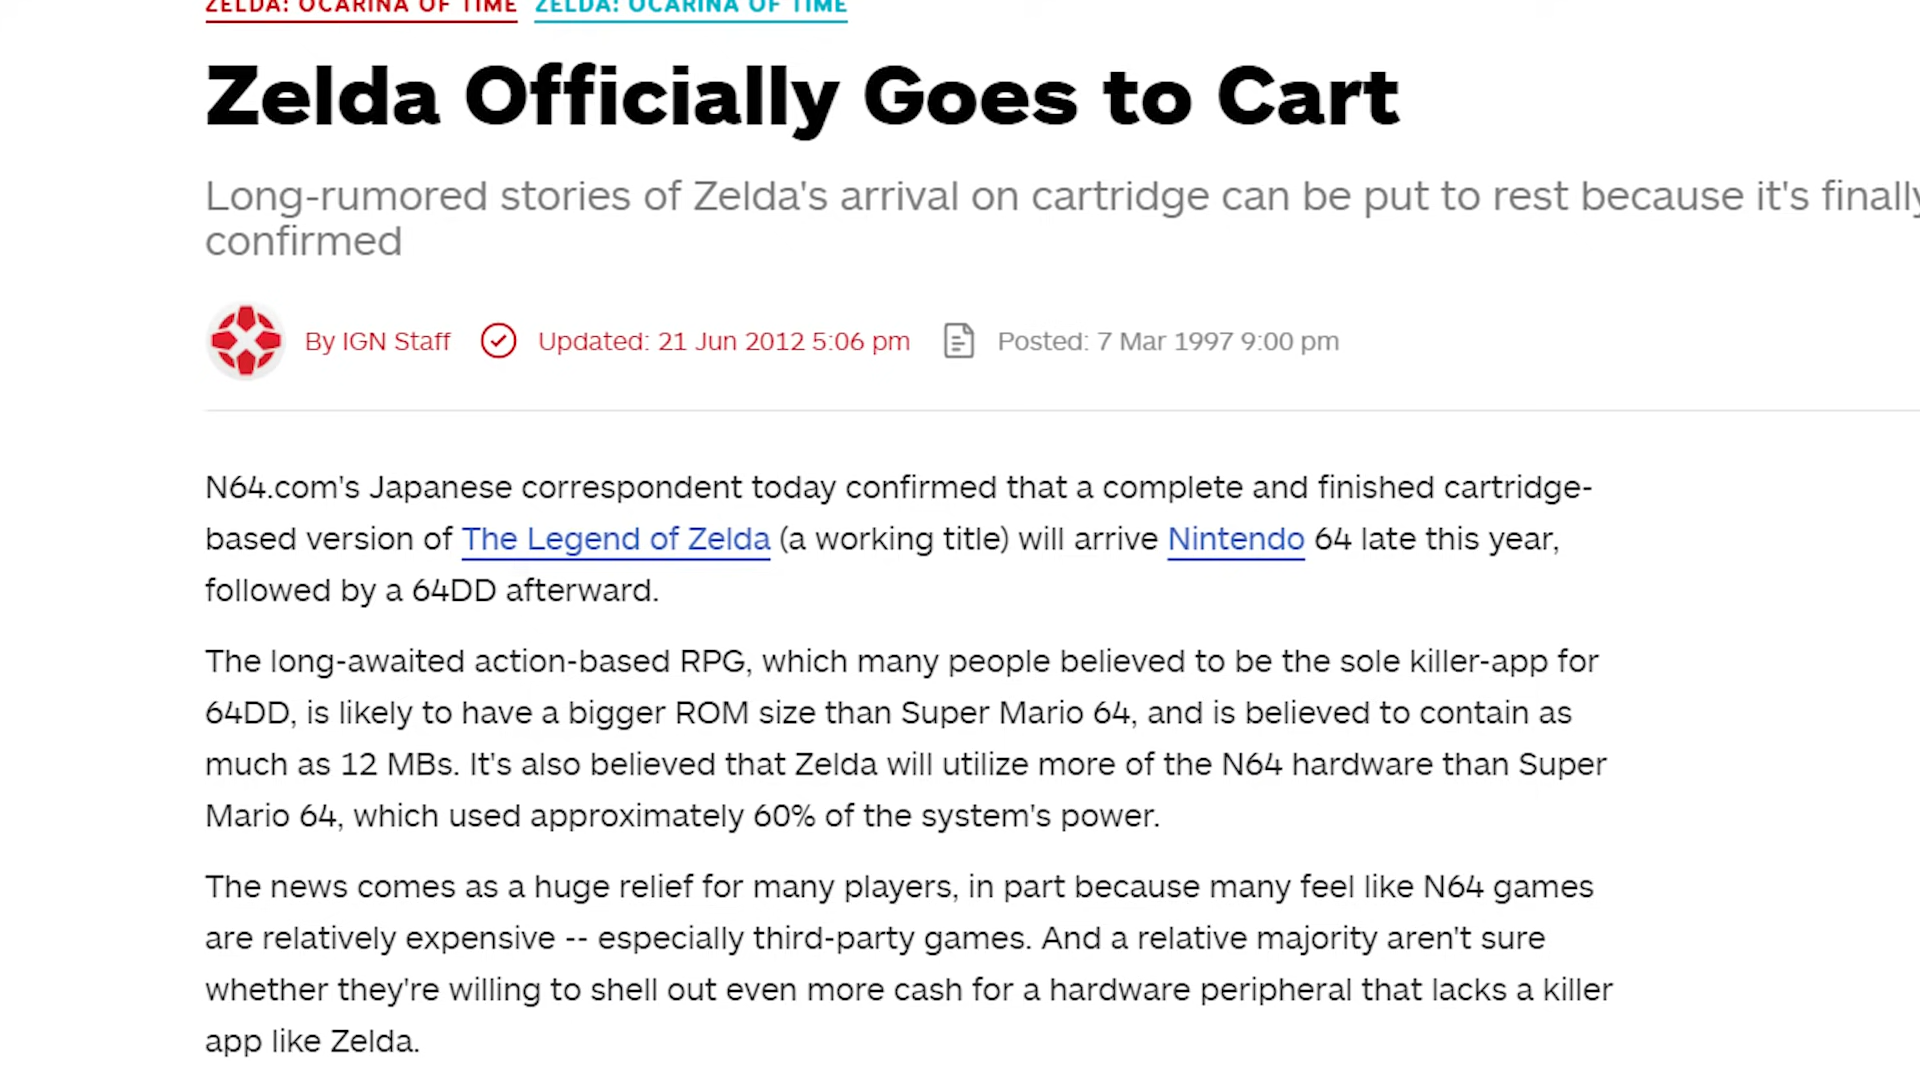 ZELDA: OCARINA OF TIME ZELDA: OCARINA OF TIME
Zelda Officially Goes to Cart
Long-rumored stories of Zelda's arrival on cartridge can be put to rest because it's finally
confirmed
By IGN Staff Updated: 21 Jun 2012 5:06 pm Posted: 7 Mar 1997 9:00 pm
N64.com's Japanese correspondent today confirmed that a complete and finished cartridge-
based version of The Legend of Zelda (a working title) will arrive Nintendo 64 late this year,
followed by a 64DD afterward.
The long-awaited action-based RPG, which many people believed to be the sole killer-app for
64DD, is likely to have a bigger ROM size than Super Mario 64, and is believed to contain as
much as 12 MBs. It's also believed that Zelda will utilize more of the N64 hardware than Super
Mario 64, which used approximately 60% of the system's power.
The news comes as a huge relief for many players, in part because many feel like N64 games
are relatively expensive -- especially third-party games. And a relative majority aren't sure
whether they're willing to shell out even more cash for a hardware peripheral that lacks a killer
app like Zelda.